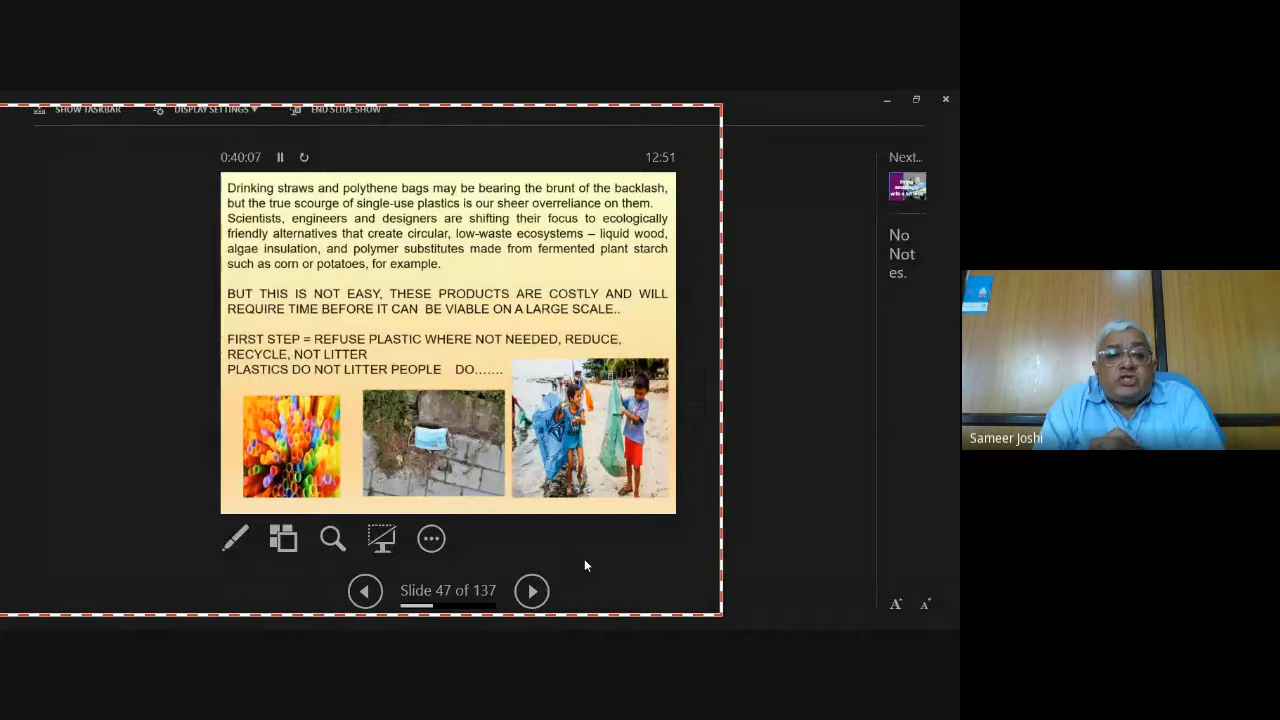 SHOW TASKBAR DISPLAY SETTINGS END SLIDE SHOW
0:40:07 12:51
Drinking straws and polythene bags may be bearing the brunt of the backlash,
but the true scourge of single-use plastics is our sheer overreliance on them.
Scientists, engineers and designers are shifting their focus to ecologically
friendly alternatives that create circular, low-waste ecosystems – liquid wood,
algae insulation, and polymer substitutes made from fermented plant starch
such as corn or potatoes, for example.
BUT THIS IS NOT EASY, THESE PRODUCTS ARE COSTLY AND WILL
REQUIRE TIME BEFORE IT CAN BE VIABLE ON A LARGE SCALE..
FIRST STEP = REFUSE PLASTIC WHERE NOT NEEDED, REDUCE,
RECYCLE, NOT LITTER
PLASTICS DO NOT LITTER PEOPLE DO…….
Slide 47 of 137
Next...
living
amazingly
No
Not
es.
A A
Sameer Joshi